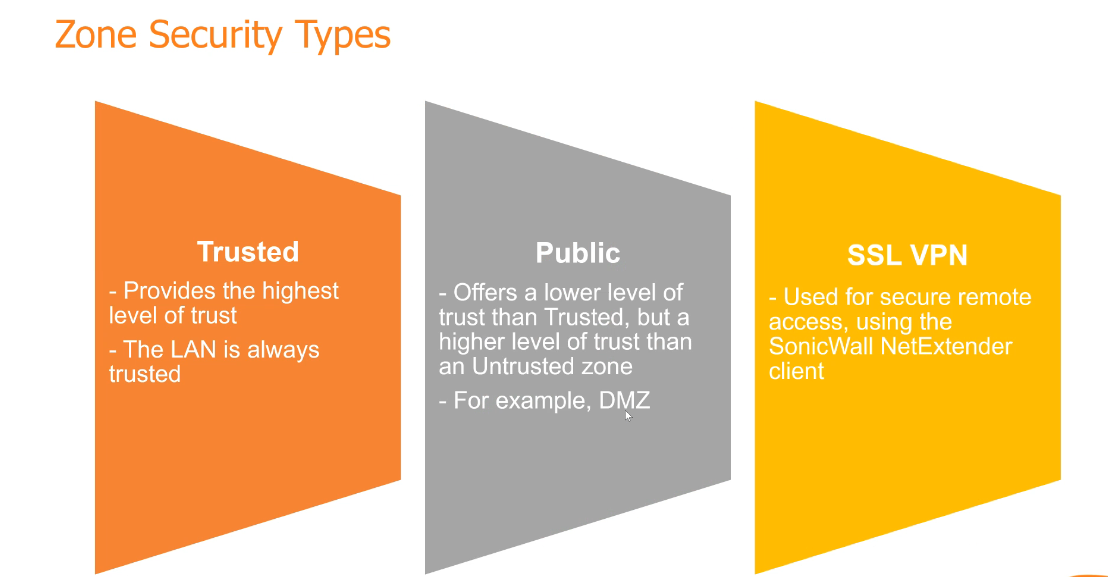 Zone Security Types
Trusted
- Provides the highest
level of trust
- The LAN is always
trusted
Public
- Offers a lower level of
trust than Trusted, but a
higher level of trust than
an Untrusted zone
- For example, DMZ
SSL VPN
- Used for secure remote
access, using the
SonicWall NetExtender
client